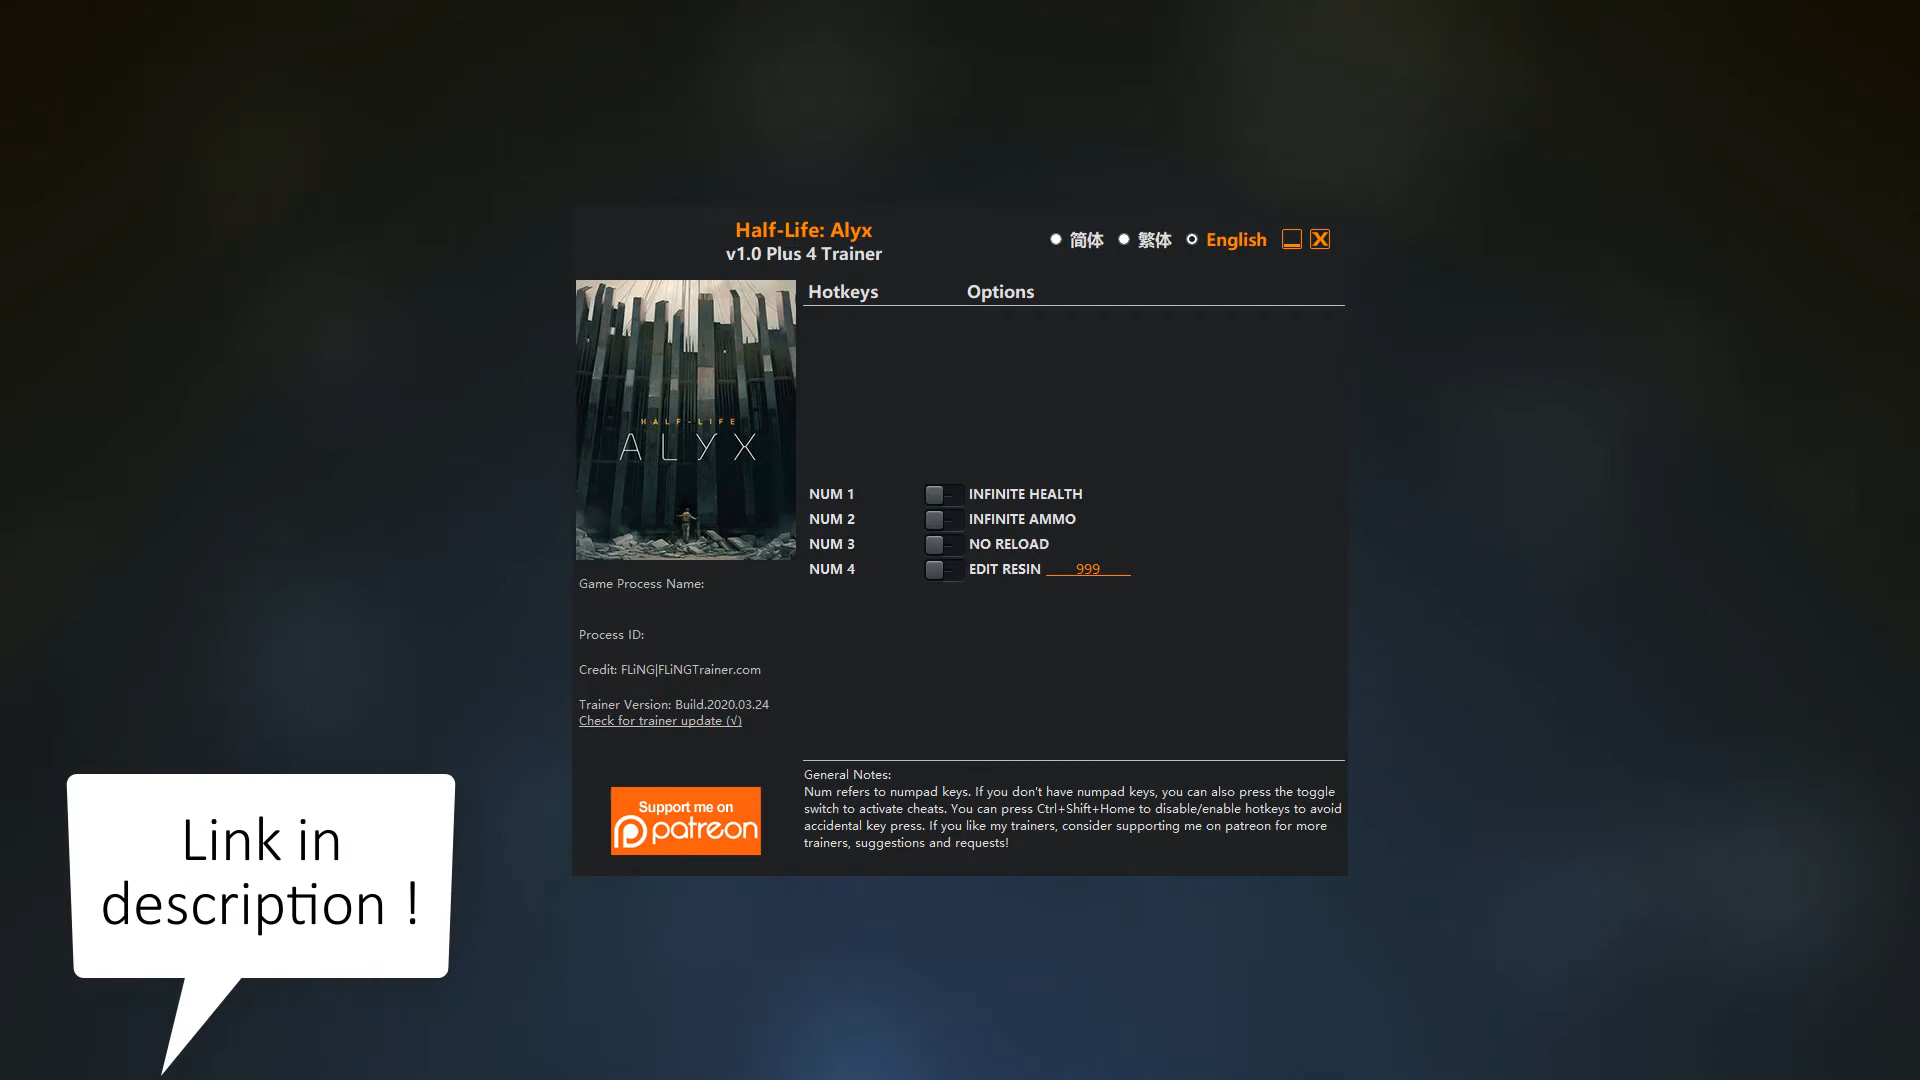 Half-Life: Alyx
v1.0 Plus 4 Trainer
简体 繁体 English
Hotkeys Options
HALF-LIFE
ALYX
NUM 1 INFINITE HEALTH
NUM 2 INFINITE AMMO
NUM 3 NO RELOAD
NUM 4 EDIT RESIN 999
Game Process Name:
Process ID:
Credit: FLiNG|FLiNGTrainer.com
Trainer Version: Build.2020.03.24
Check for trainer update (√)
Support me on
patreon
General Notes:
Num refers to numpad keys. If you don't have numpad keys, you can also press the toggle
switch to activate cheats. You can press Ctrl+Shift+Home to disable/enable hotkeys to avoid
accidental key press. If you like my trainers, consider supporting me on patreon for more
trainers, suggestions and requests!
Link in
description !